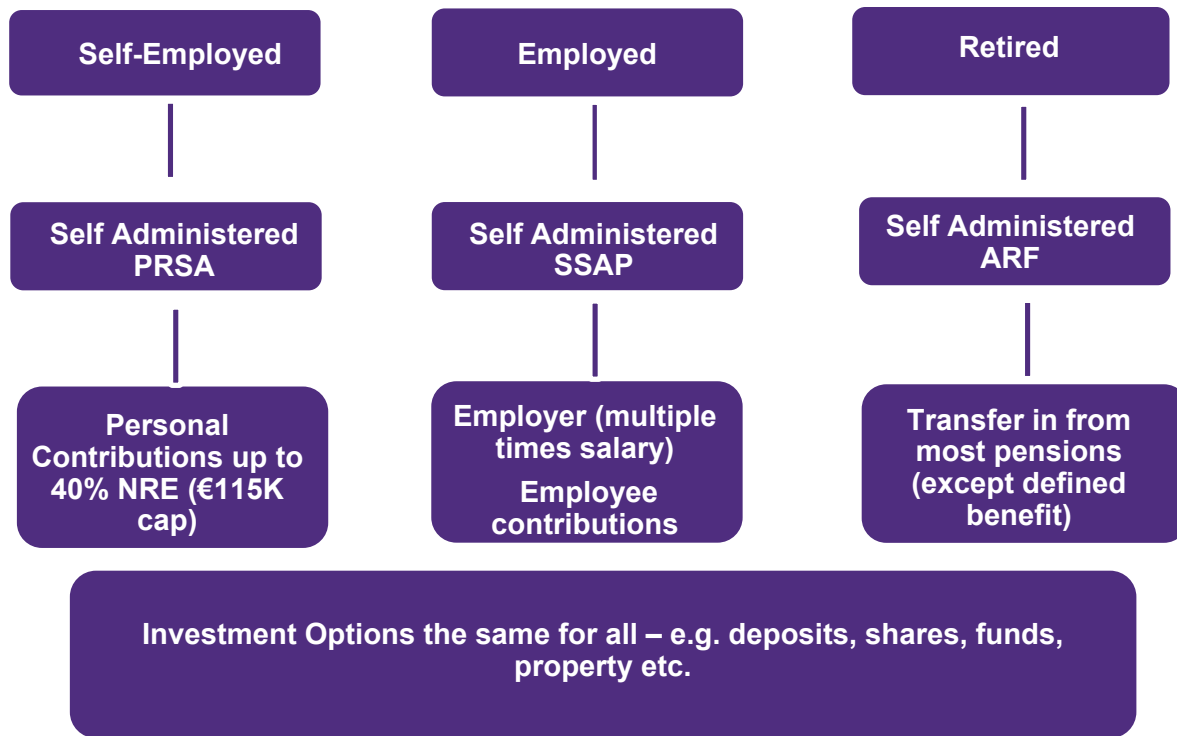 Self-Employed
Employed
Retired
Self Administered
PRSA
Self Administered
SSAP
Self Administered
ARF
Personal
Contributions up to
40% NRE (€115K
cap)
Employer (multiple
times salary)
Employee
contributions
Transfer in from
most pensions
(except defined
benefit)
Investment Options the same for all – e.g. deposits, shares, funds,
property etc.